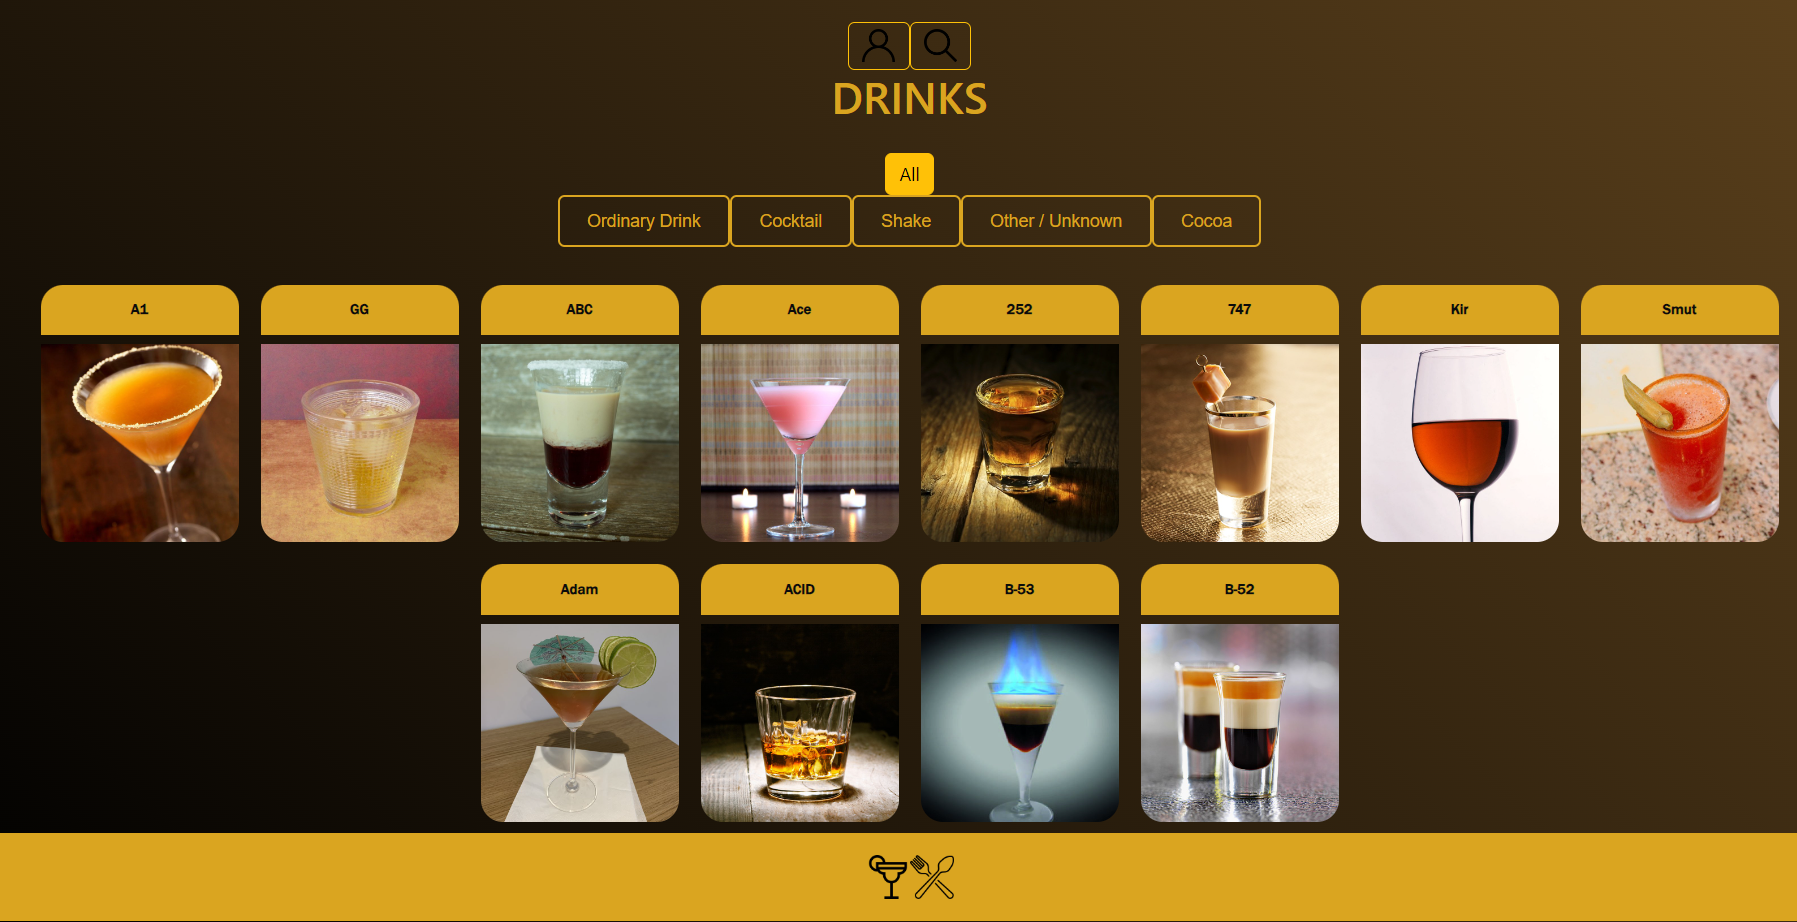 DRINKS
All
Ordinary Drink Cocktail Shake Other / Unknown Cocoa
A1 GG ABC Ace 252 747 Kir Smut
Adam ACID B-53 B-52